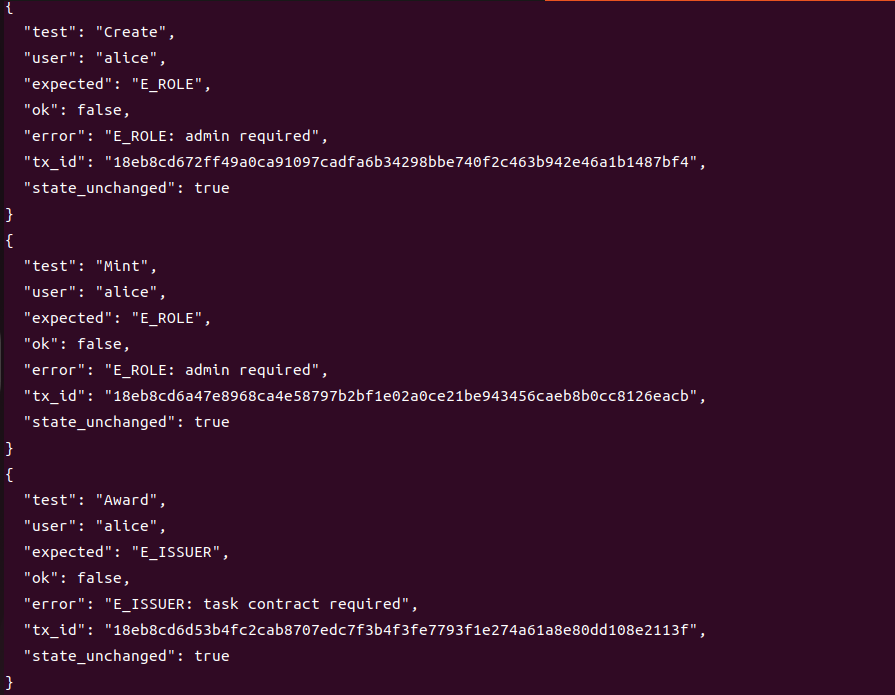 {
  "test": "Create",
  "user": "alice",
  "expected": "E_ROLE",
  "ok": false,
  "error": "E_ROLE: admin required",
  "tx_id": "18eb8cd672ff49a0ca91097cadfa6b34298bbe740f2c463b942e46a1b1487bf4",
  "state_unchanged": true
}
{
  "test": "Mint",
  "user": "alice",
  "expected": "E_ROLE",
  "ok": false,
  "error": "E_ROLE: admin required",
  "tx_id": "18eb8cd6a47e8968ca4e58797b2bf1e02a0ce21be943456caeb8b0cc8126eacb",
  "state_unchanged": true
}
{
  "test": "Award",
  "user": "alice",
  "expected": "E_ISSUER",
  "ok": false,
  "error": "E_ISSUER: task contract required",
  "tx_id": "18eb8cd6d53b4fc2cab8707edc7f3b4f3fe7793f1e274a61a8e80dd108e2113f",
  "state_unchanged": true
}